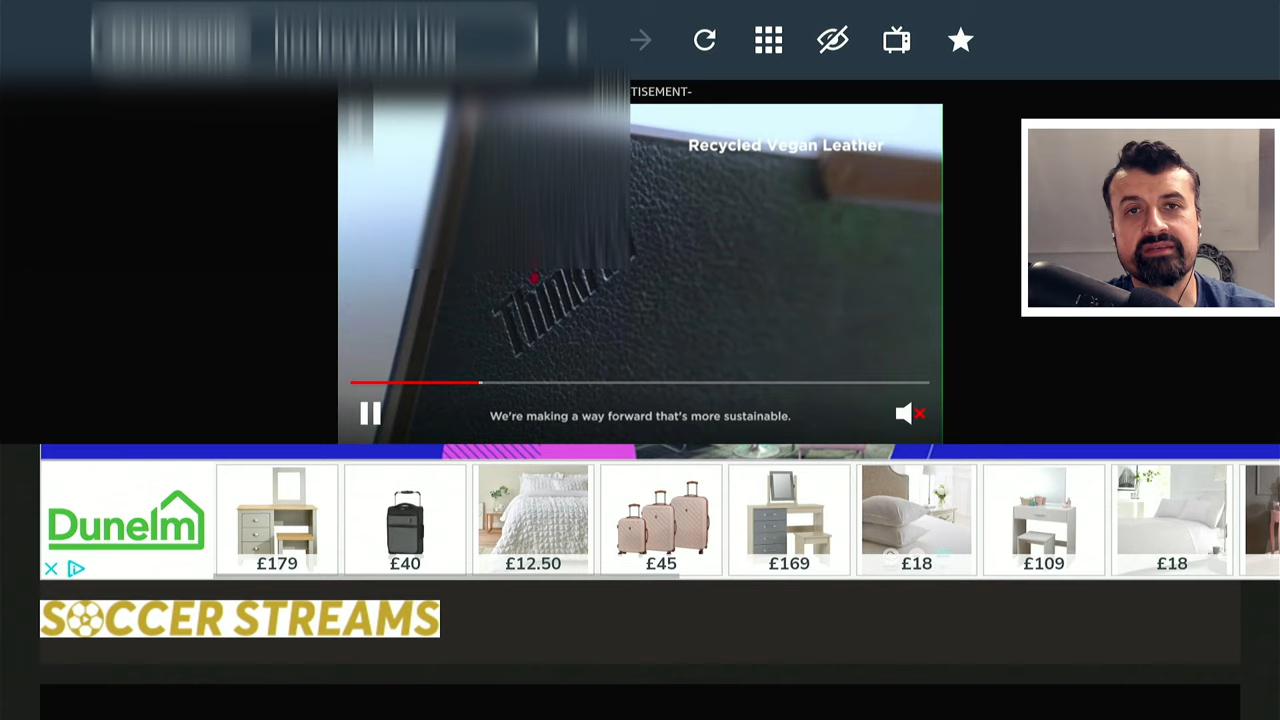 TISEMENT-
Recycled Vegan Leather
Think
We're making a way forward that's more sustainable.
Dunelm
£179
£40
£12.50
£45
£169
£18
£109
£18
SOCCER STREAMS